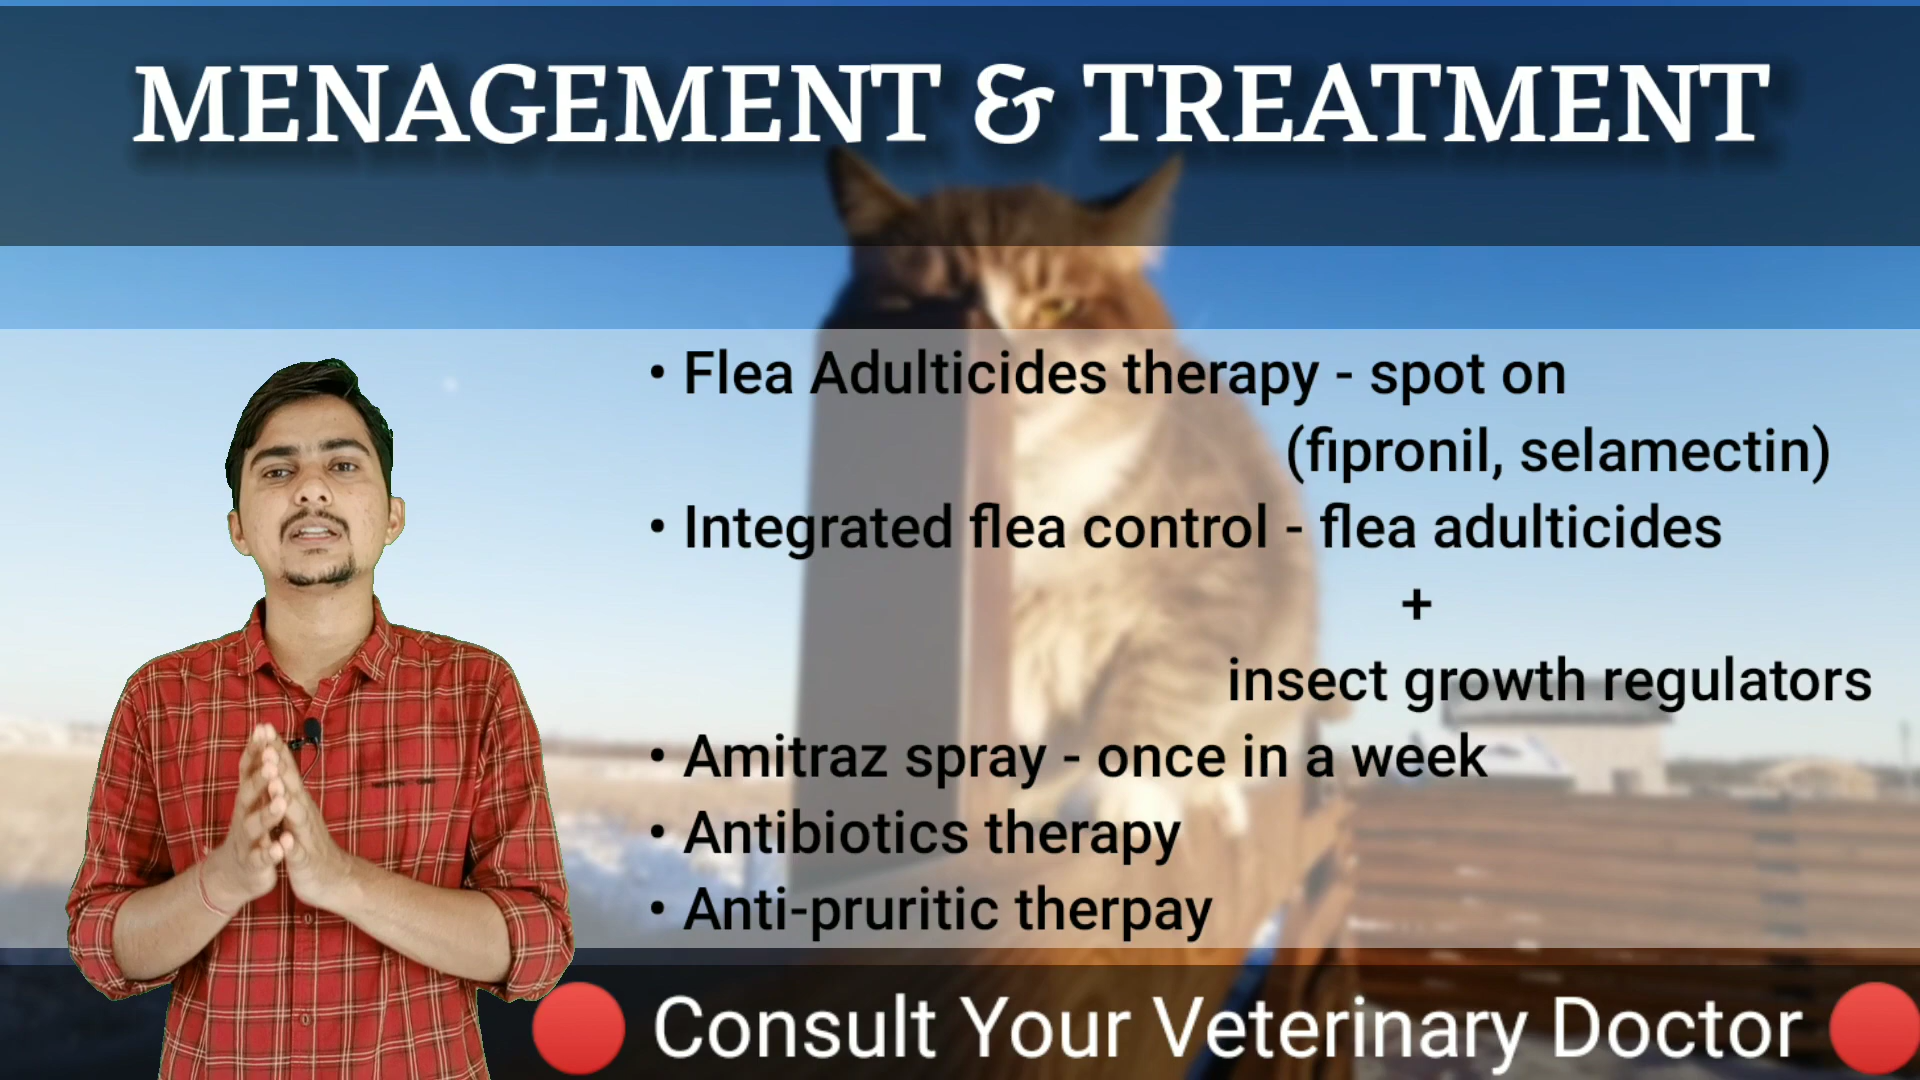 MENAGEMENT & TREATMENT
• Flea Adulticides therapy - spot on
(fipronil, selamectin)
• Integrated flea control - flea adulticides
+
insect growth regulators
• Amitraz spray - once in a week
• Antibiotics therapy
• Anti-pruritic therpay
🔴 Consult Your Veterinary Doctor 🔴